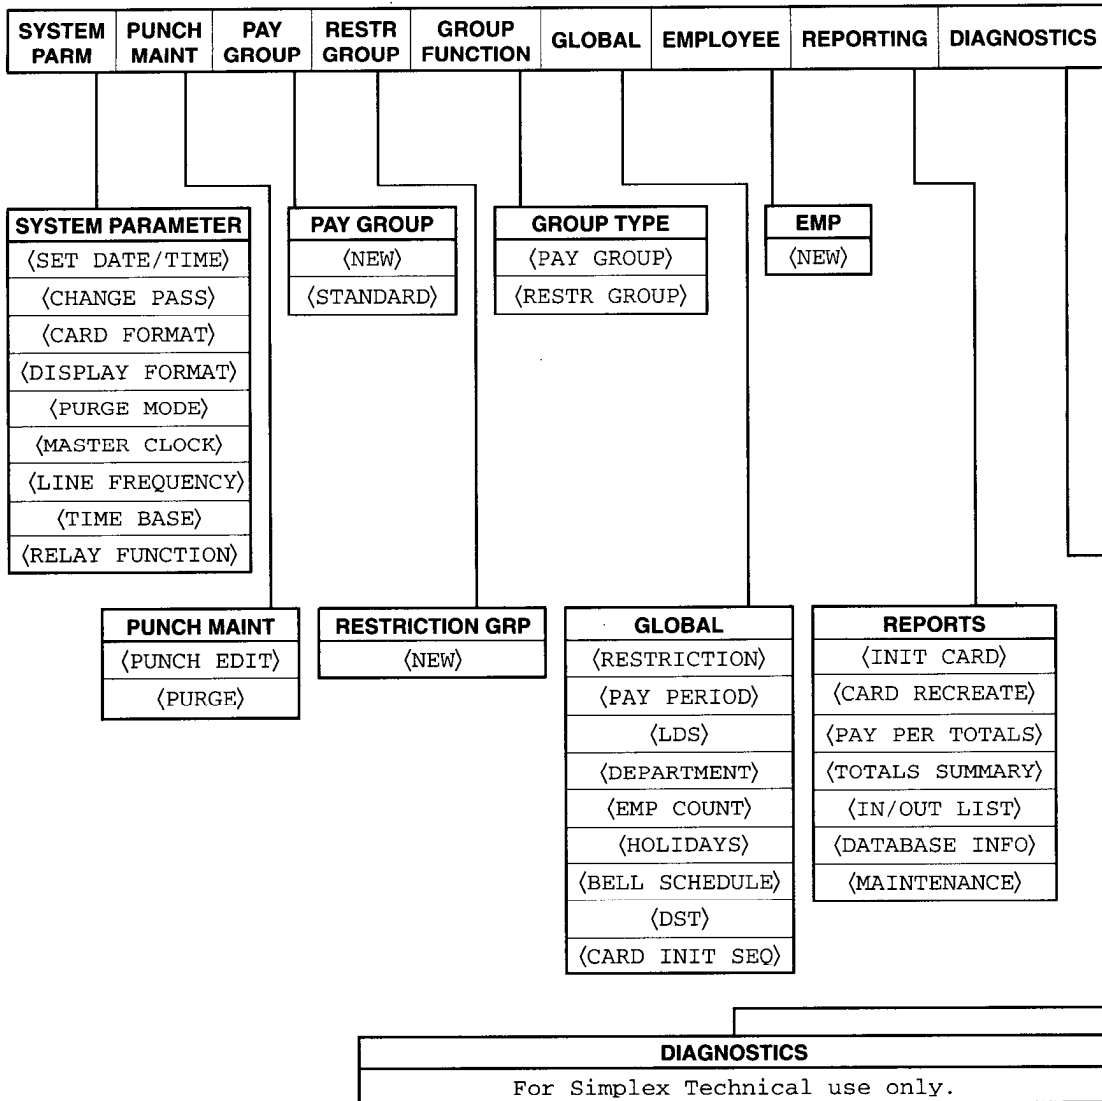 SYSTEM PARM
PUNCH MAINT
PAY GROUP
RESTR GROUP
GROUP FUNCTION
GLOBAL
EMPLOYEE
REPORTING
DIAGNOSTICS
SYSTEM PARAMETER
⟨SET DATE/TIME⟩
⟨CHANGE PASS⟩
⟨CARD FORMAT⟩
⟨DISPLAY FORMAT⟩
⟨PURGE MODE⟩
⟨MASTER CLOCK⟩
⟨LINE FREQUENCY⟩
⟨TIME BASE⟩
⟨RELAY FUNCTION⟩
PAY GROUP
⟨NEW⟩
⟨STANDARD⟩
GROUP TYPE
⟨PAY GROUP⟩
⟨RESTR GROUP⟩
EMP
⟨NEW⟩
PUNCH MAINT
⟨PUNCH EDIT⟩
⟨PURGE⟩
RESTRICTION GRP
⟨NEW⟩
GLOBAL
⟨RESTRICTION⟩
⟨PAY PERIOD⟩
⟨LDS⟩
⟨DEPARTMENT⟩
⟨EMP COUNT⟩
⟨HOLIDAYS⟩
⟨BELL SCHEDULE⟩
⟨DST⟩
⟨CARD INIT SEQ⟩
REPORTS
⟨INIT CARD⟩
⟨CARD RECREATE⟩
⟨PAY PER TOTALS⟩
⟨TOTALS SUMMARY⟩
⟨IN/OUT LIST⟩
⟨DATABASE INFO⟩
⟨MAINTENANCE⟩
DIAGNOSTICS
For Simplex Technical use only.